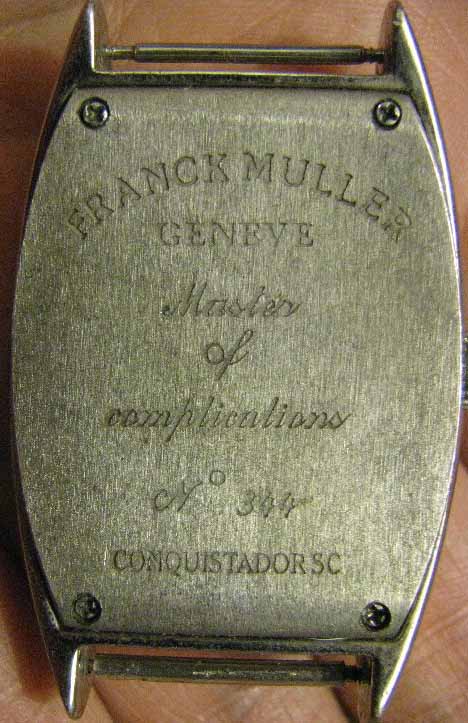 FRANCK MULLER
GENEVE
Master
of
complications
N° 344
CONQUISTADOR SC